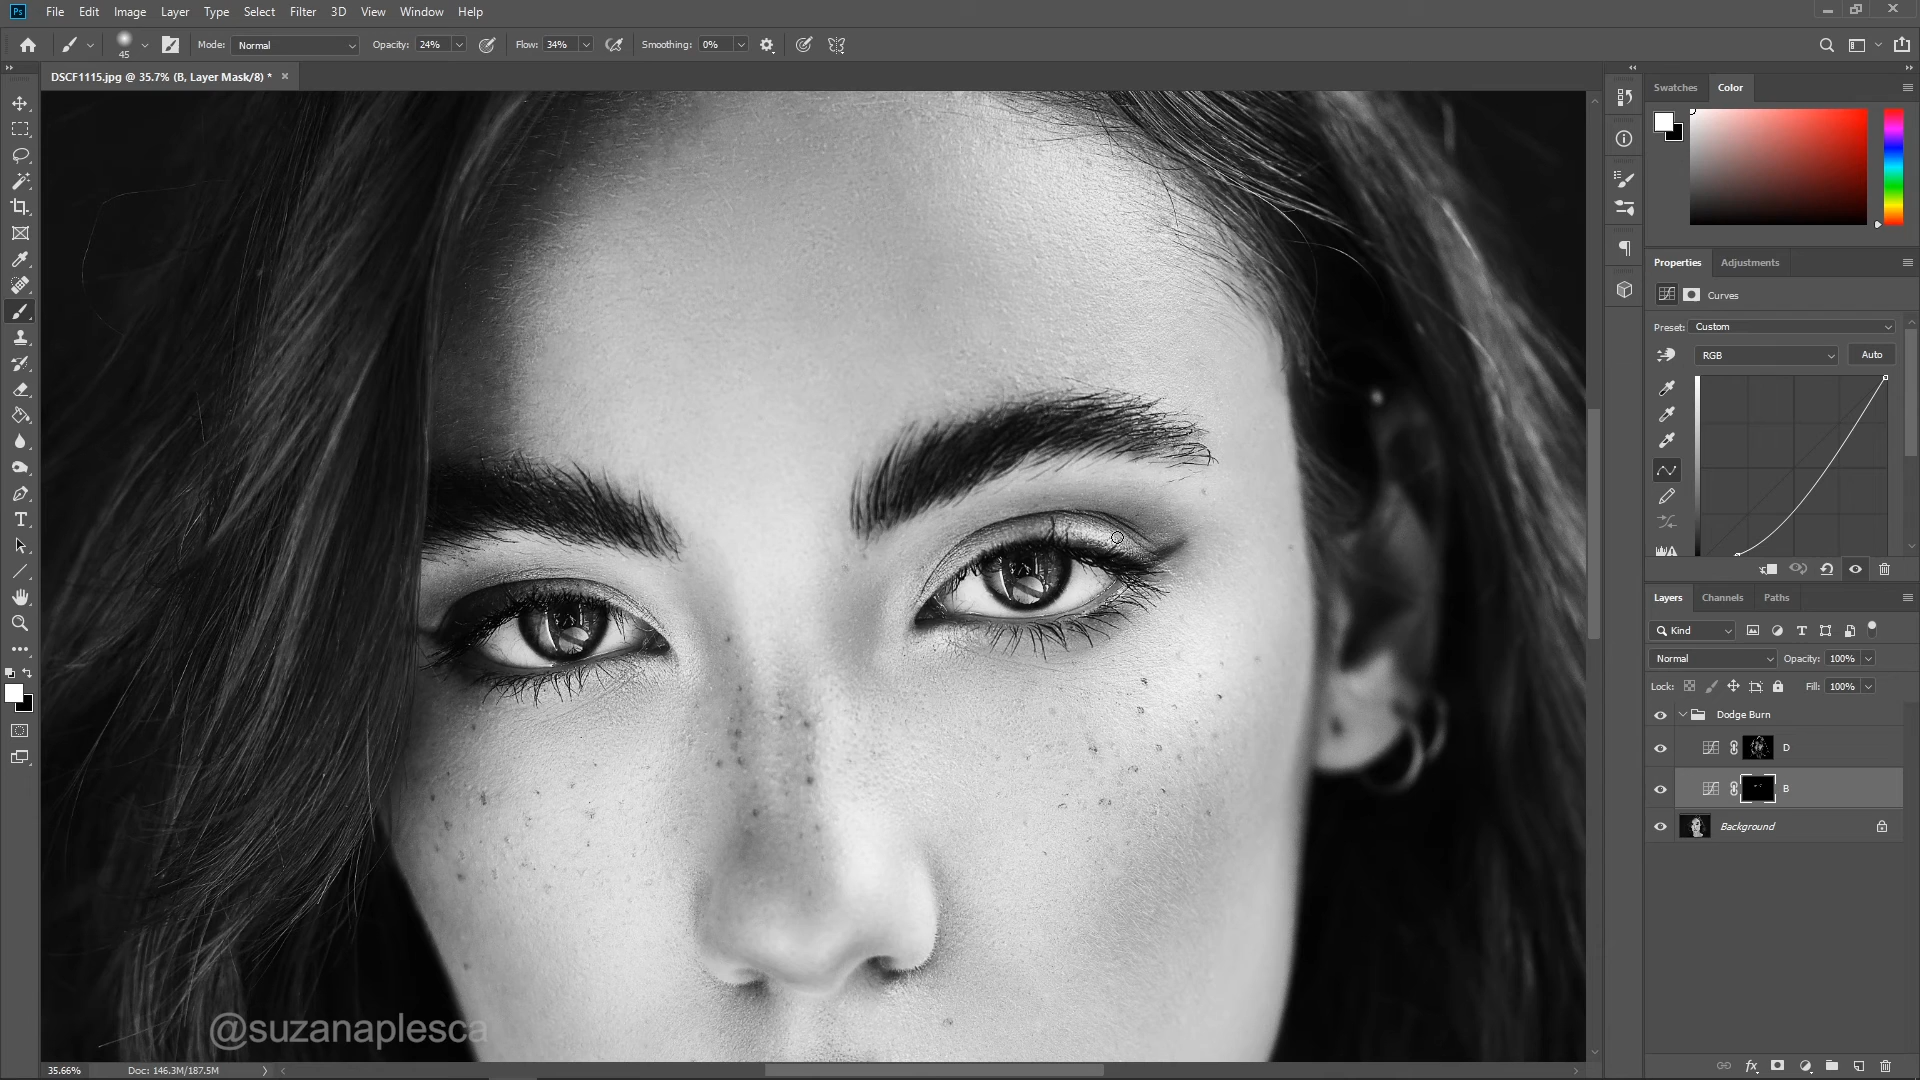 Ps File Edit Image Layer Type Select Filter 3D View Window Help
45 Mode: Normal Opacity: 24% Flow: 34% Smoothing: 0%
DSCF1115.jpg @ 35.7% (B, Layer Mask/8) * ×
Swatches Color
Properties Adjustments
Curves
Preset: Custom
RGB Auto
Layers Channels Paths
Kind
Normal Opacity: 100%
Lock: Fill: 100%
Dodge Burn
D
B
Background
@suzanaplesca
35.66% Doc: 146.3M/187.5M